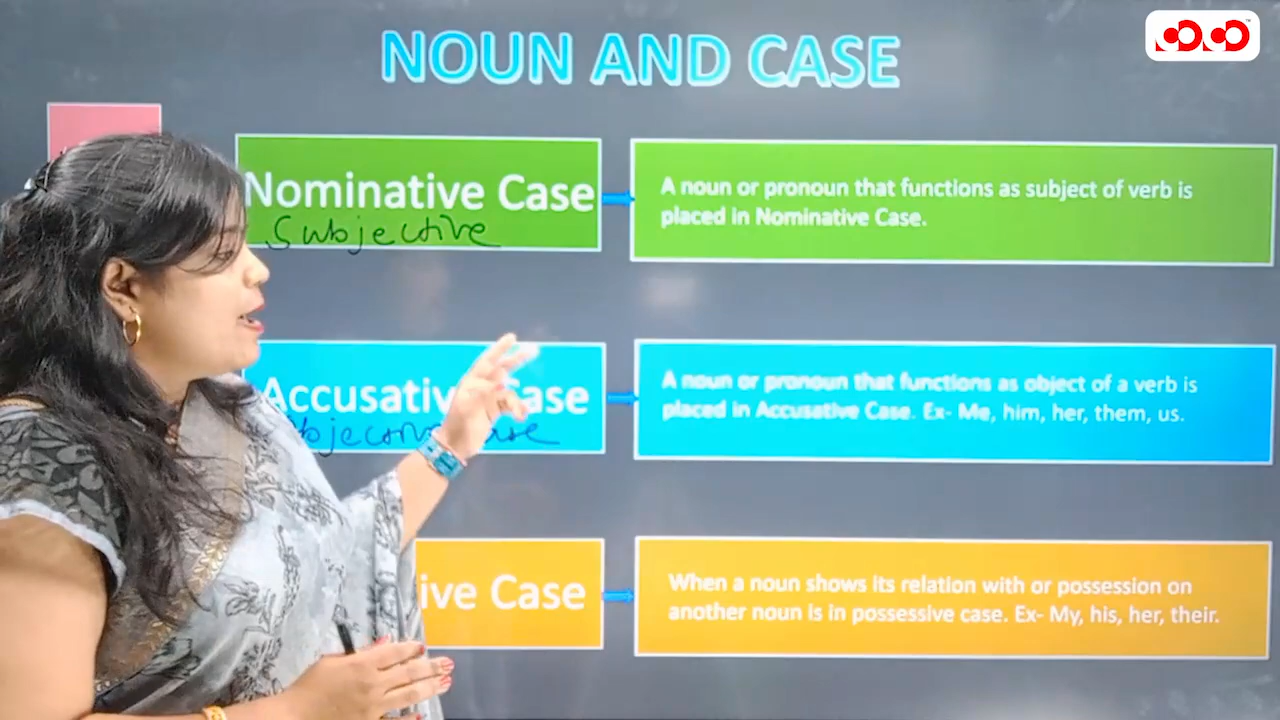 NOUN AND CASE
Nominative Case
Subjective
A noun or pronoun that functions as subject of verb is
placed in Nominative Case.
Accusative Case
A noun or pronoun that functions as object of a verb is
placed in Accusative Case. Ex- Me, him, her, them, us.
Case
When a noun shows its relation with or possession on
another noun is in possessive case. Ex- My, his, her, their.